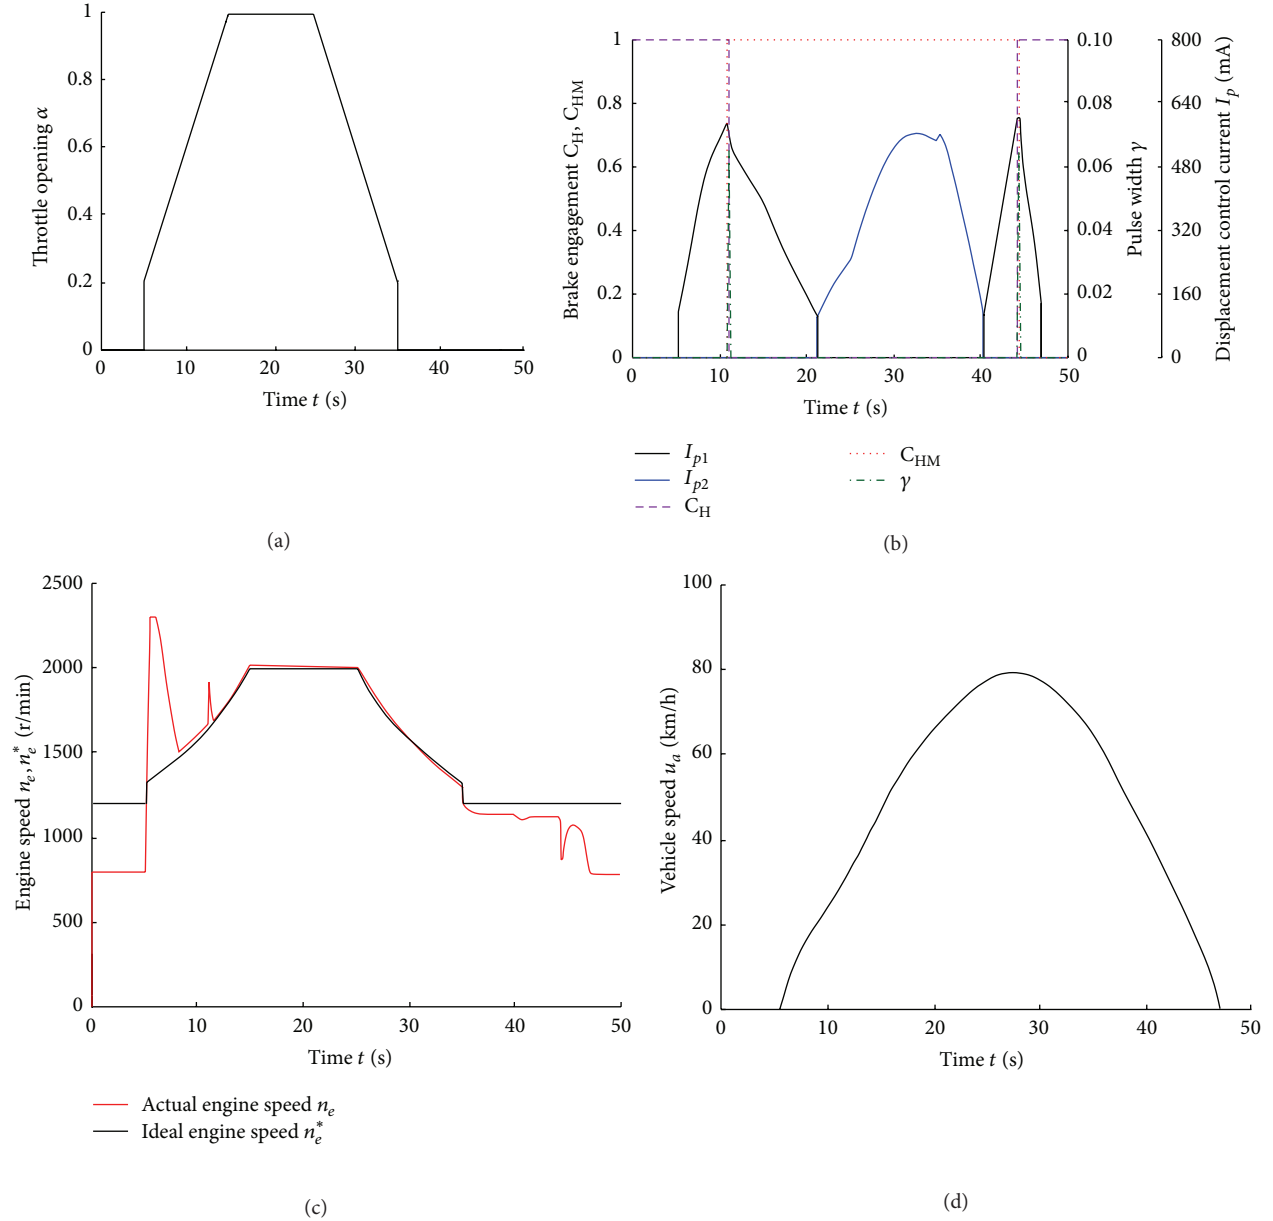 1
0.8
0.6
0.4
0.2
0
0 10 20 30 40 50
Throttle opening α
Time t (s)
(a)
1
0.8
0.6
0.4
0.2
0
0 10 20 30 40 50
Brake engagement C_H, C_HM
Time t (s)
0.10
0.08
0.06
0.04
0.02
0
Pulse width γ
800
640
480
320
160
0
Displacement control current I_p (mA)
I_p1
I_p2
C_H
C_HM
γ
(b)
2500
2000
1500
1000
500
0
0 10 20 30 40 50
Engine speed n_e, n_e^* (r/min)
Time t (s)
Actual engine speed n_e
Ideal engine speed n_e^*
(c)
100
80
60
40
20
0
0 10 20 30 40 50
Vehicle speed u_a (km/h)
Time t (s)
(d)